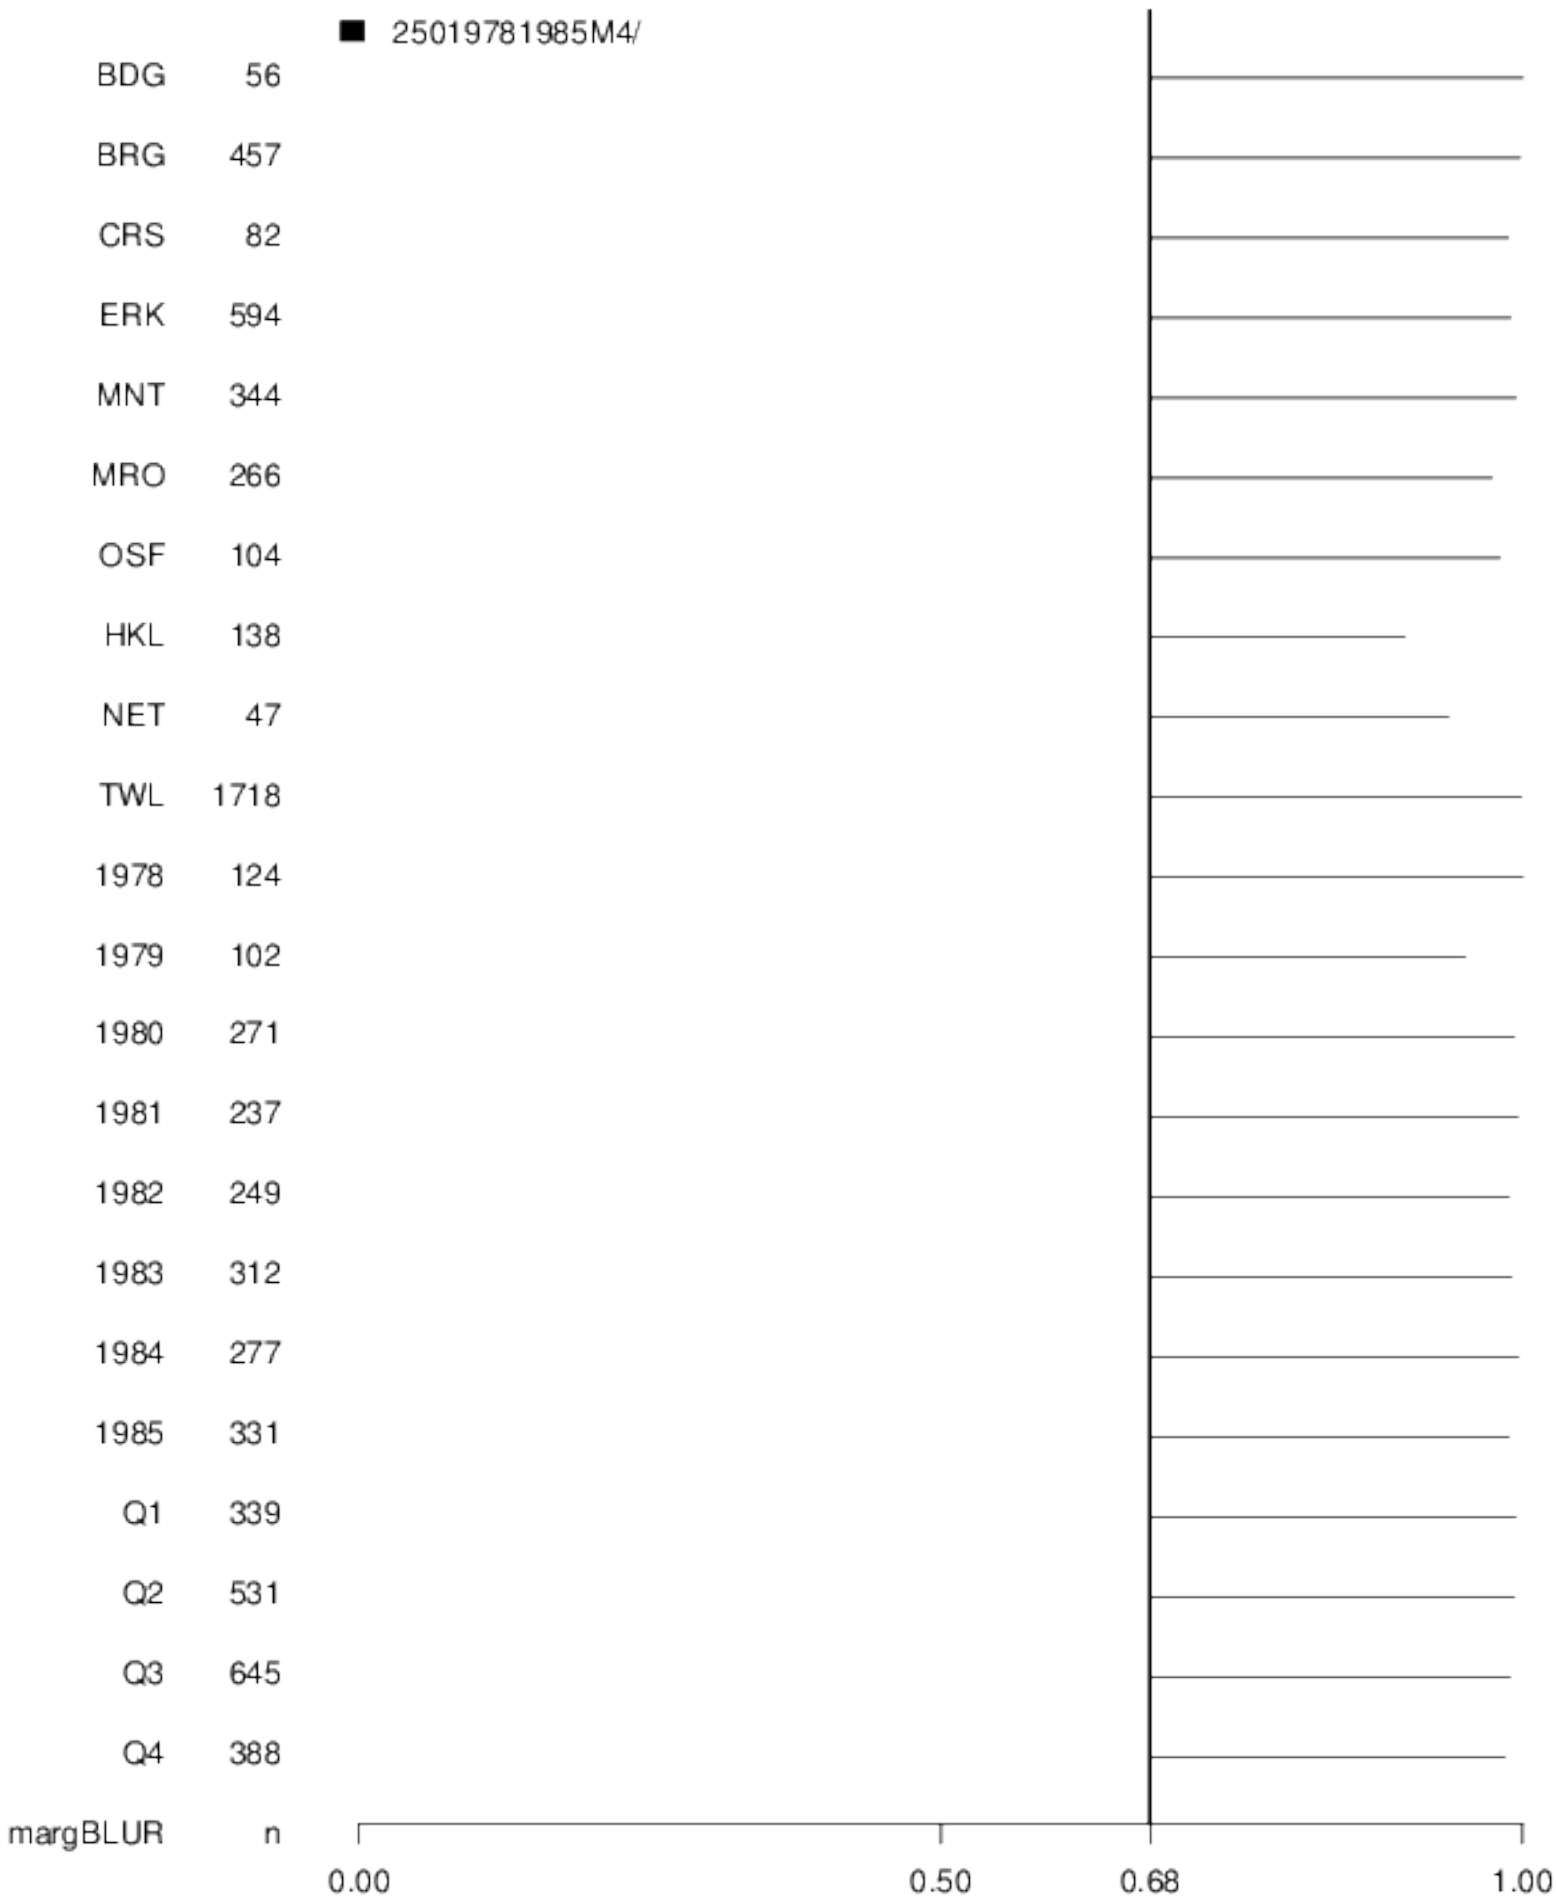 25019781985M4/
BDG 56
BRG 457
CRS 82
ERK 594
MNT 344
MRO 266
OSF 104
HKL 138
NET 47
TWL 1718
1978 124
1979 102
1980 271
1981 237
1982 249
1983 312
1984 277
1985 331
Q1 339
Q2 531
Q3 645
Q4 388
margBLUR n
0.00 0.50 0.68 1.00